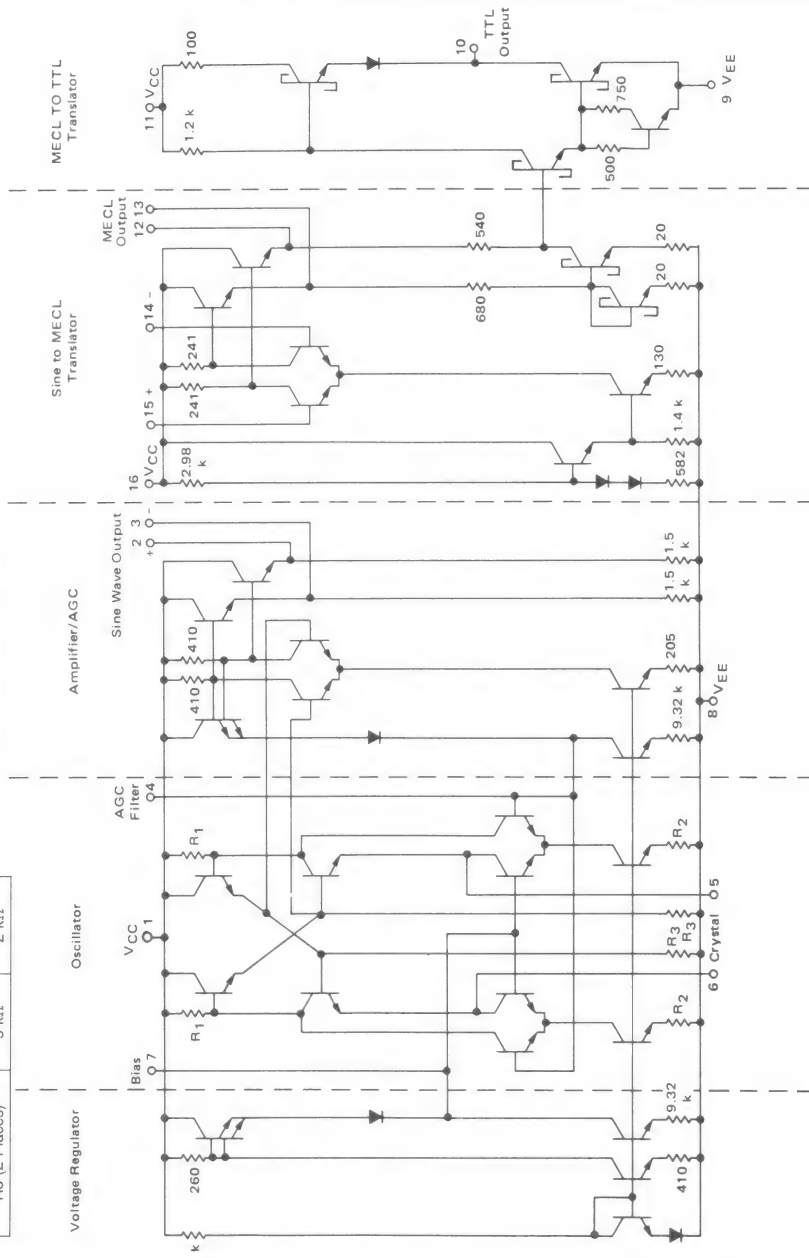 R3 (2 Places) 5 kΩ 2 kΩ
Voltage Regulator
Oscillator
Amplifier/AGC
Sine to MECL
Translator
MECL TO TTL
Translator
k
260
410
9.32
k
Bias
7
VCC
1
R1
R1
R2
R3
R3
R2
6 Crystal
5
AGC
Filter
4
410
410
Sine Wave Output
+ -
2 3
9.32 k
205
1.5
k
1.5
k
8 VEE
16 VCC
2.98
k
582
1.4 k
130
15 +
241
241
14 -
MECL
Output
12 13
680
540
20
20
11 VCC
1.2 k
100
10
TTL
Output
500
750
9 VEE